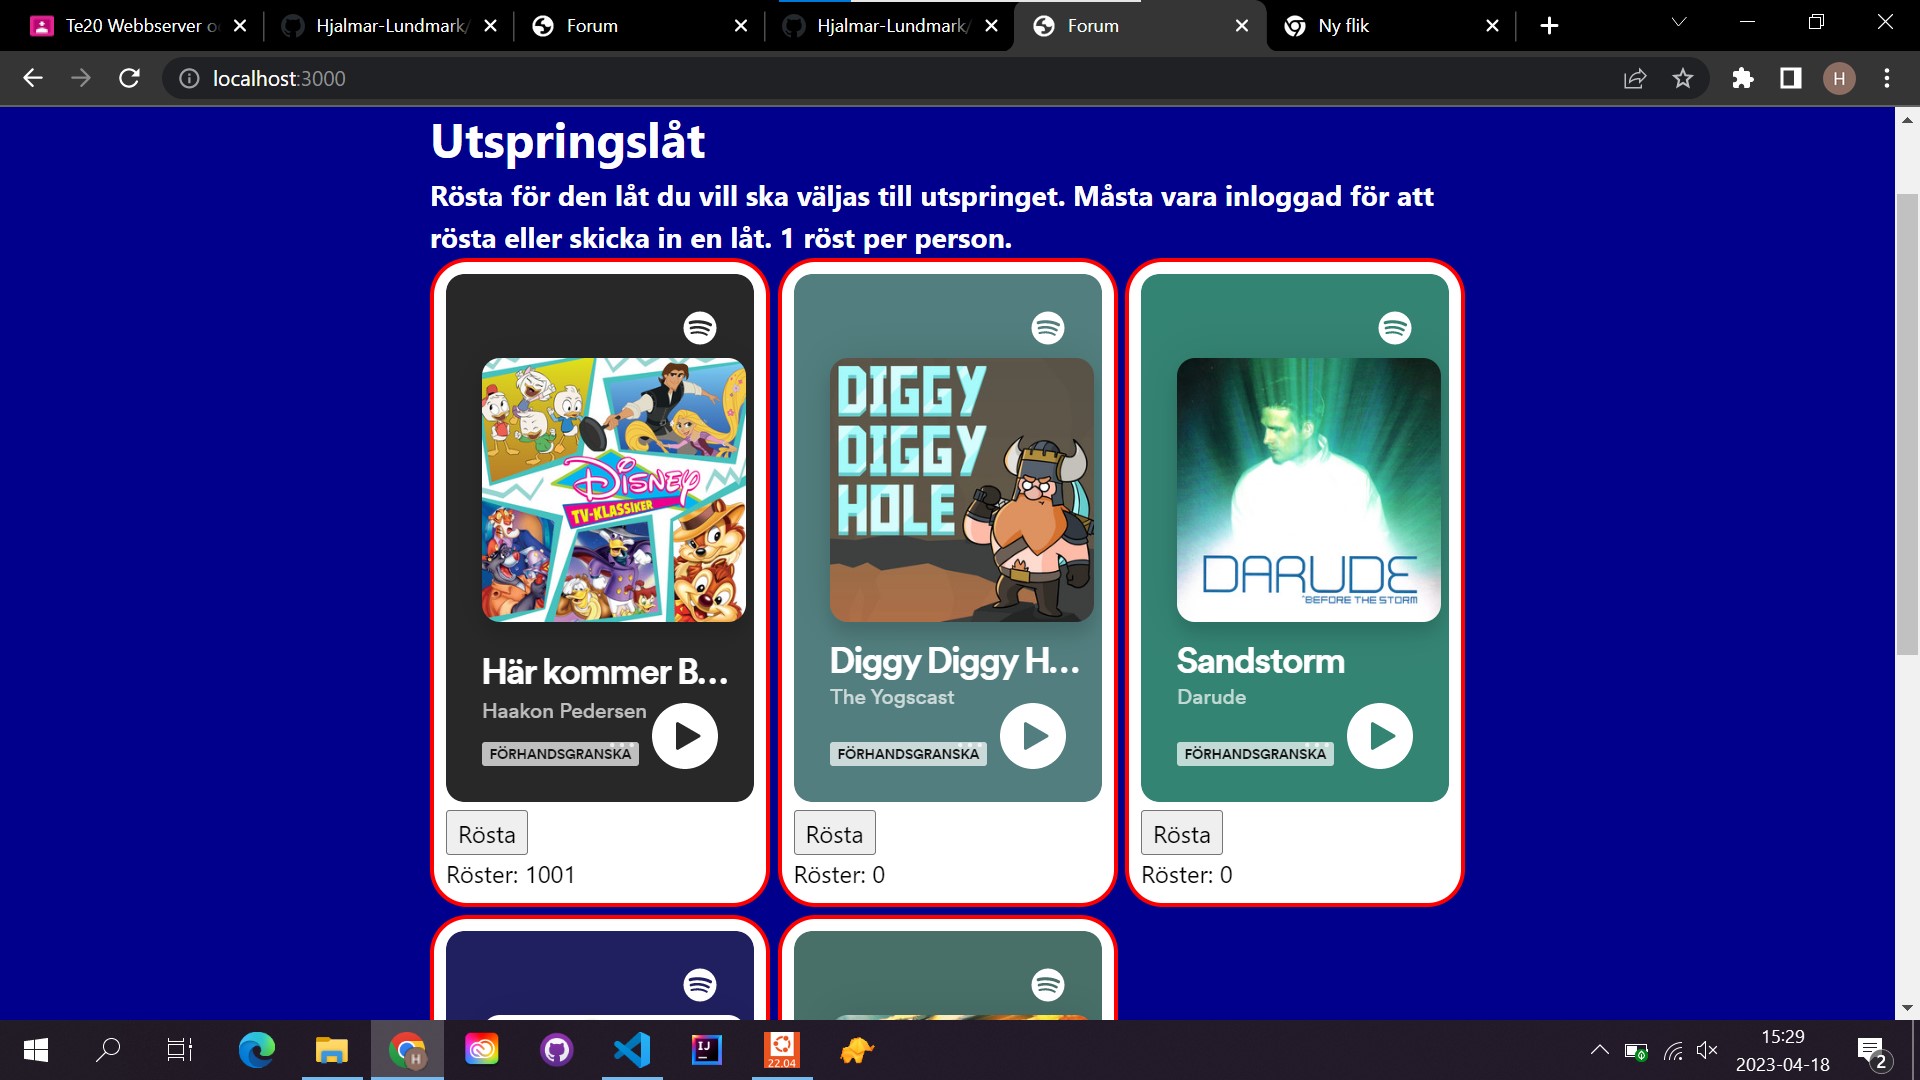 Te20 Webbserver o
Hjalmar-Lundmark/
Forum
Hjalmar-Lundmark/
Forum
Ny flik
localhost:3000
H
Utspringslåt
Rösta för den låt du vill ska väljas till utspringet. Måsta vara inloggad för att
rösta eller skicka in en låt. 1 röst per person.
DISNEY
TV-KLASSIKER
Här kommer B...
Haakon Pedersen
FÖRHANDSGRANSKA
Rösta
Röster: 1001
DIGGY
DIGGY
HOLE
Diggy Diggy H...
The Yogscast
FÖRHANDSGRANSKA
Rösta
Röster: 0
DARUDE
"BEFORE THE STORM
Sandstorm
Darude
FÖRHANDSGRANSKA
Rösta
Röster: 0
H
IJ
22.04
15:29
2023-04-18
2